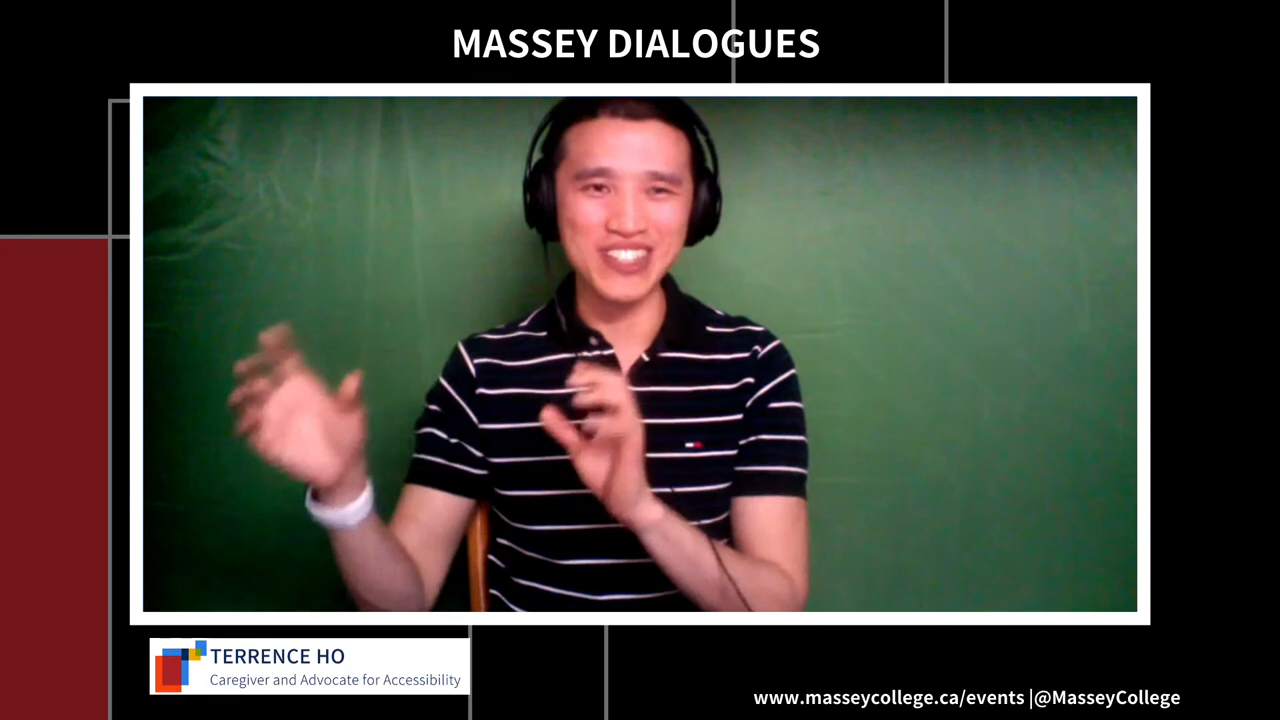 MASSEY DIALOGUES
TERRENCE HO
Caregiver and Advocate for Accessibility
www.masseycollege.ca/events |@MasseyCollege